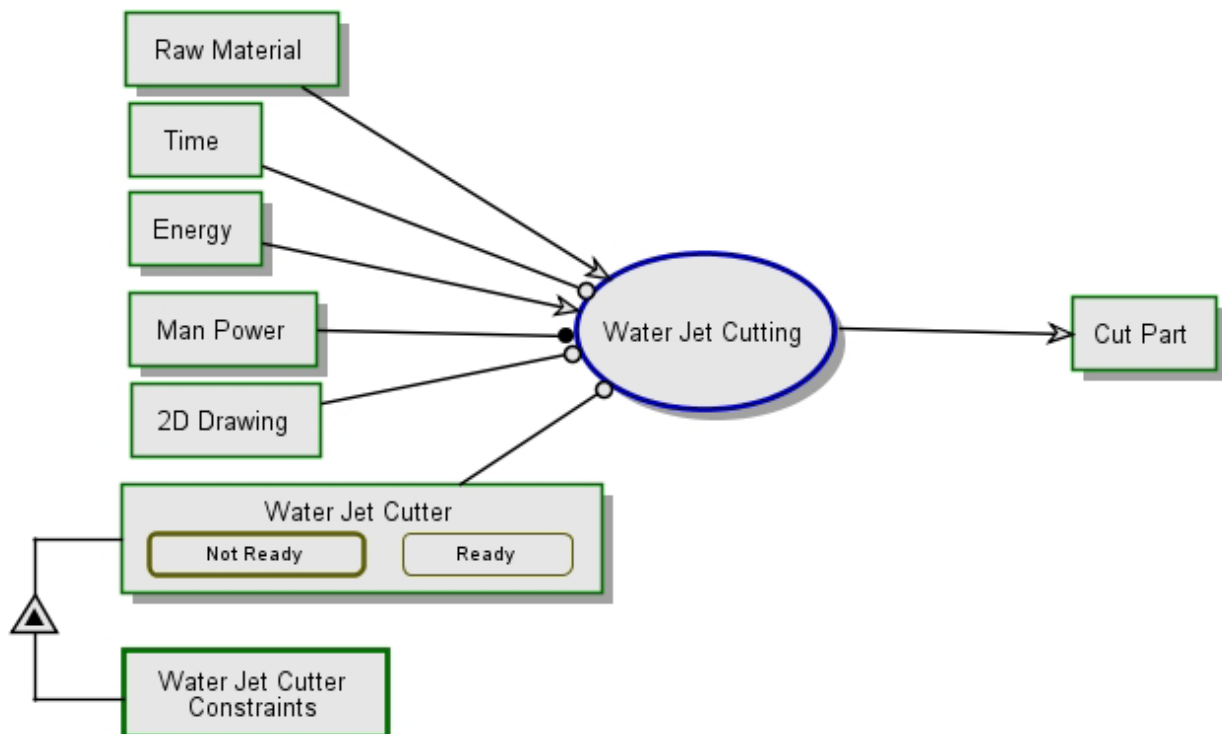 Raw Material
Time
Energy
Man Power
2D Drawing
Water Jet Cutting
Cut Part
Water Jet Cutter
Not Ready
Ready
Water Jet Cutter
Constraints